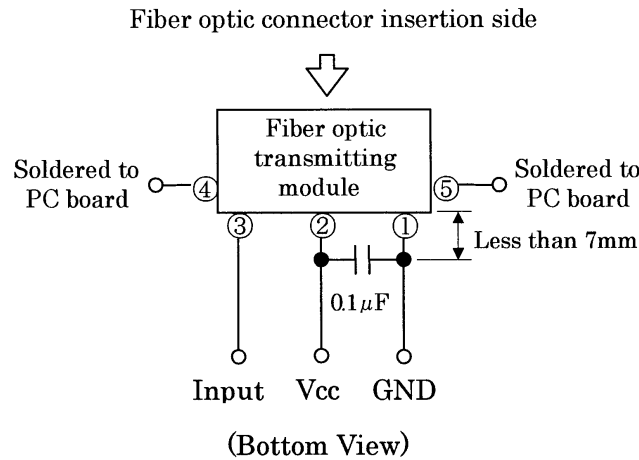 Fiber optic connector insertion side
Fiber optic
transmitting
module
Soldered to
PC board
④
⑤
Soldered to
PC board
③
②
①
Less than 7mm
0.1μF
Input
Vcc
GND
(Bottom View)